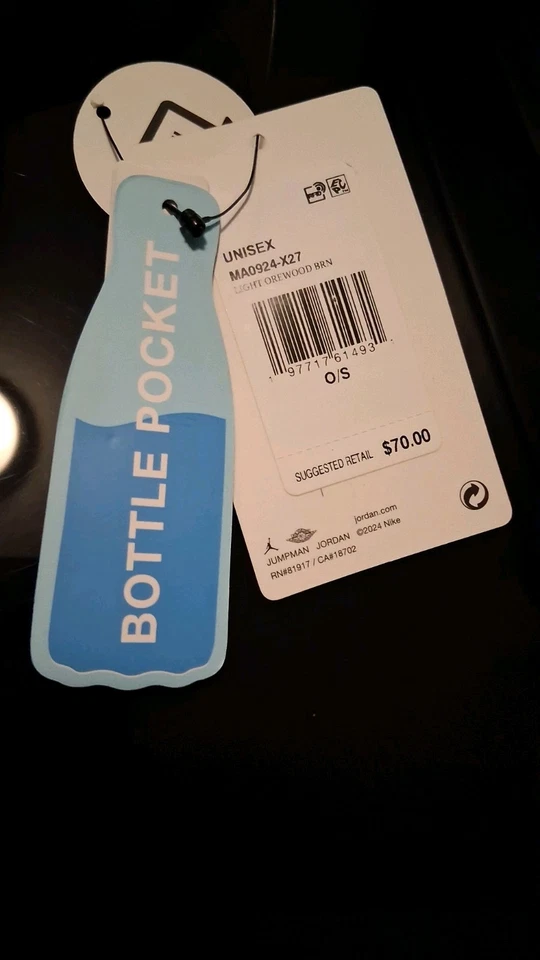 BOTTLE POCKET
UNISEX
MA0924-X27
LIGHT OREWOOD BRN
1 97717 61493
O/S
SUGGESTED RETAIL $70.00
jordan.com
JUMPMAN JORDAN ©2024 Nike
RN#81917 / CA#18702